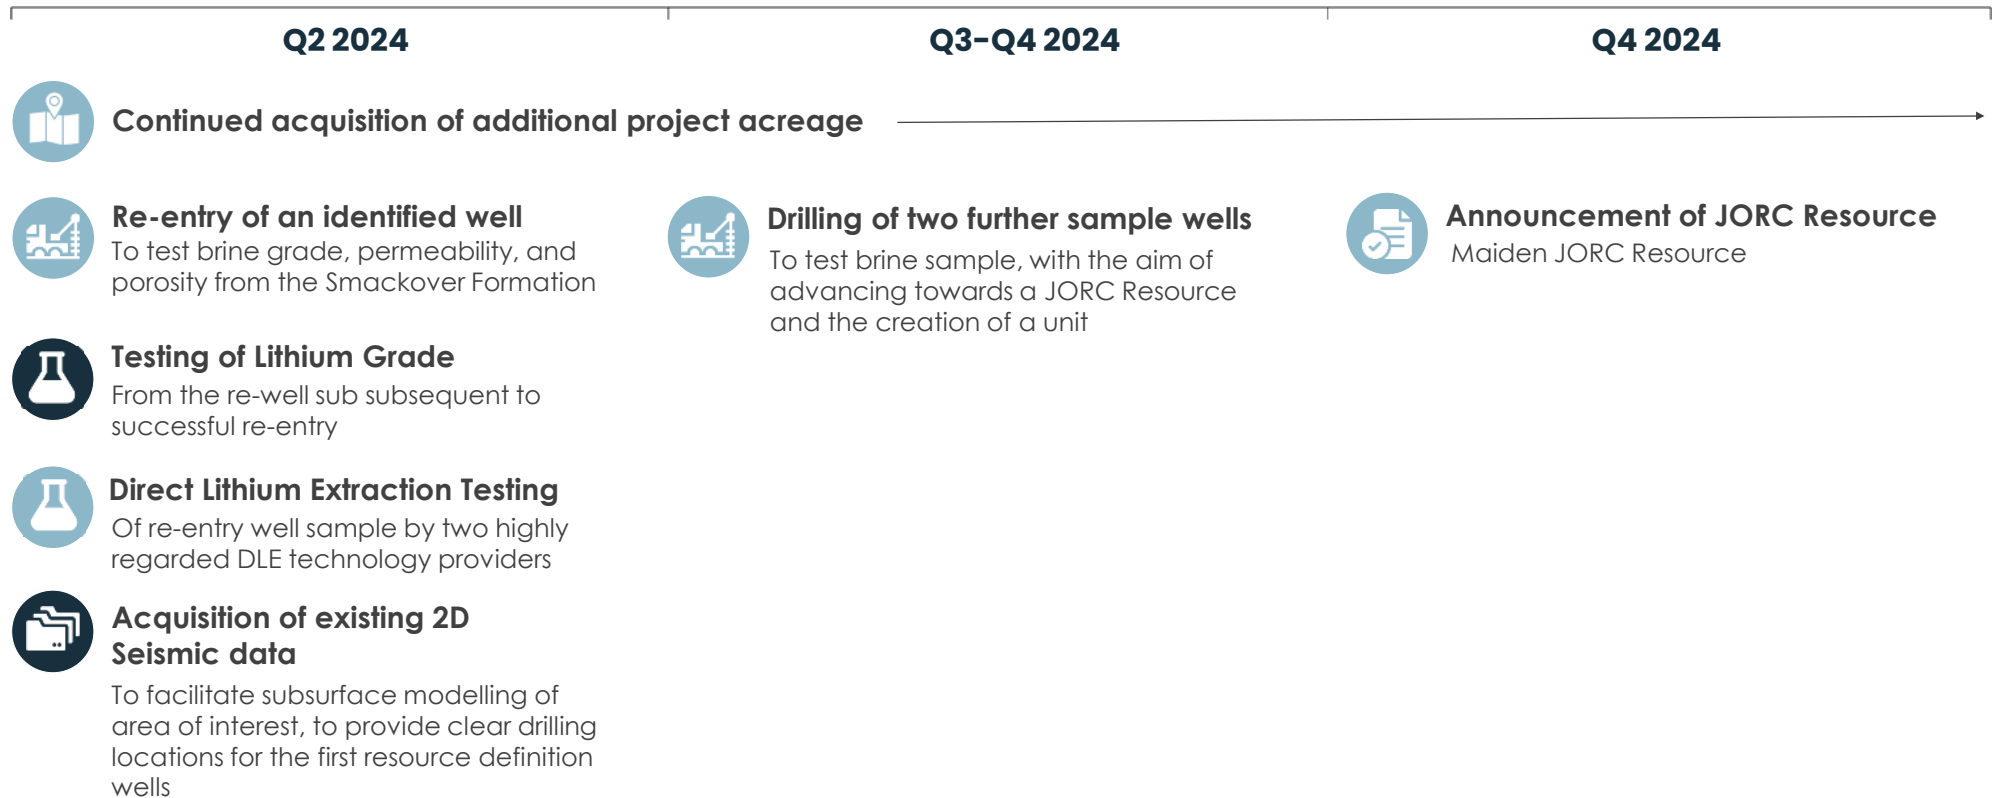 Q2 2024
Q3-Q4 2024
Q4 2024
Continued acquisition of additional project acreage
Re-entry of an identified well
To test brine grade, permeability, and
porosity from the Smackover Formation
Testing of Lithium Grade
From the re-well sub subsequent to
successful re-entry
Direct Lithium Extraction Testing
Of re-entry well sample by two highly
regarded DLE technology providers
Acquisition of existing 2D
Seismic data
To facilitate subsurface modelling of
area of interest, to provide clear drilling
locations for the first resource definition
wells
Drilling of two further sample wells
To test brine sample, with the aim of
advancing towards a JORC Resource
and the creation of a unit
Announcement of JORC Resource
Maiden JORC Resource